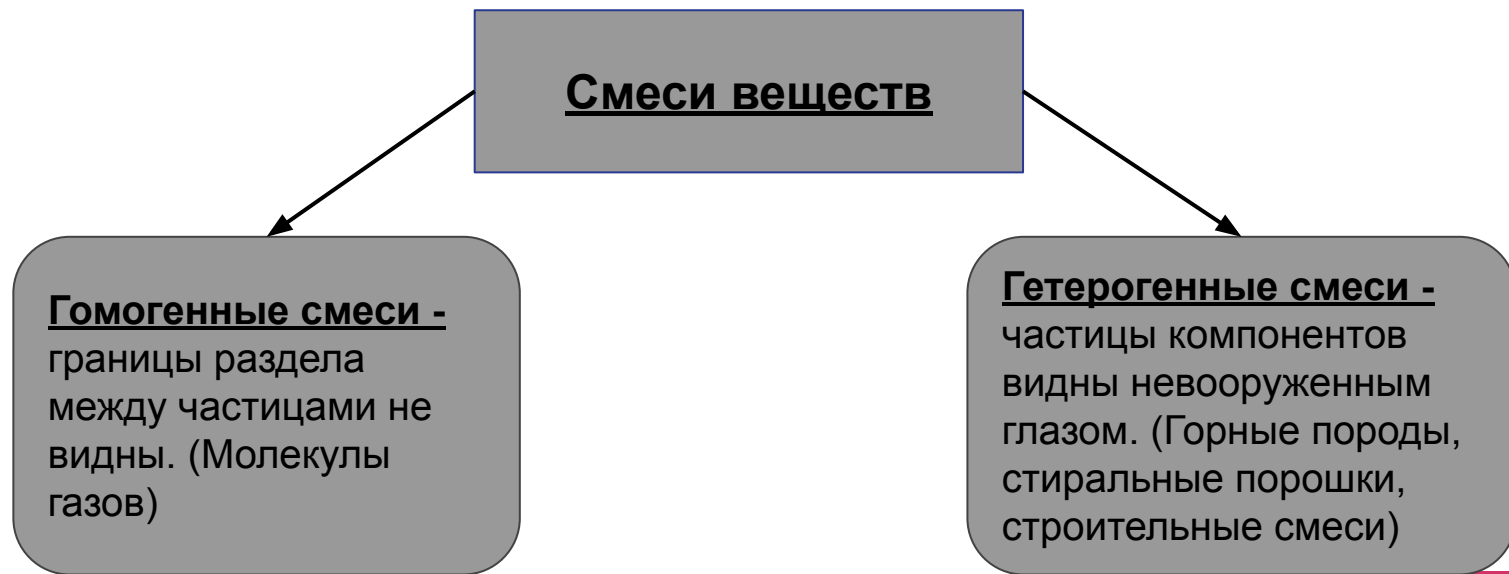 Смеси веществ
Гомогенные смеси -
границы раздела
между частицами не
видны. (Молекулы
газов)
Гетерогенные смеси -
частицы компонентов
видны невооруженным
глазом. (Горные породы,
стиральные порошки,
строительные смеси)